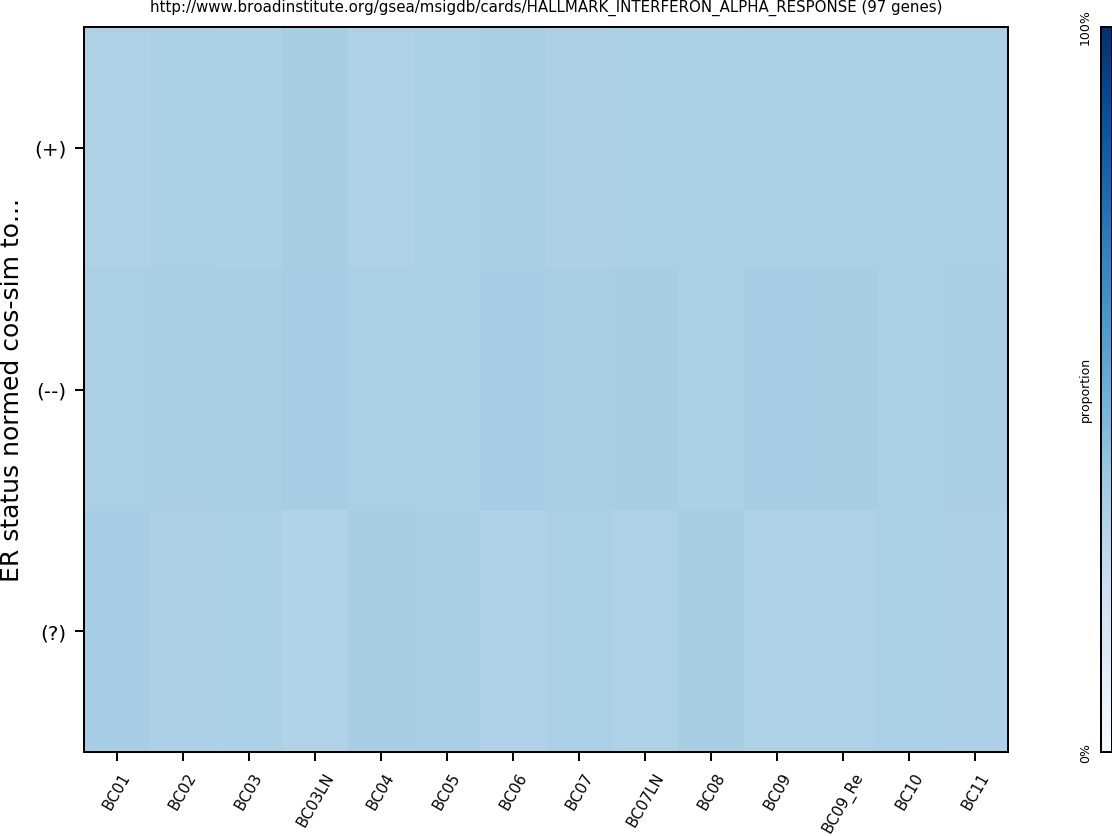 http://www.broadinstitute.org/gsea/msigdb/cards/HALLMARK_INTERFERON_ALPHA_RESPONSE (97 genes)
ER status normed cos-sim to...
(+)
(--)
(?)
BC01
BC02
BC03
BC03LN
BC04
BC05
BC06
BC07
BC07LN
BC08
BC09
BC09_Re
BC10
BC11
100%
proportion
0%